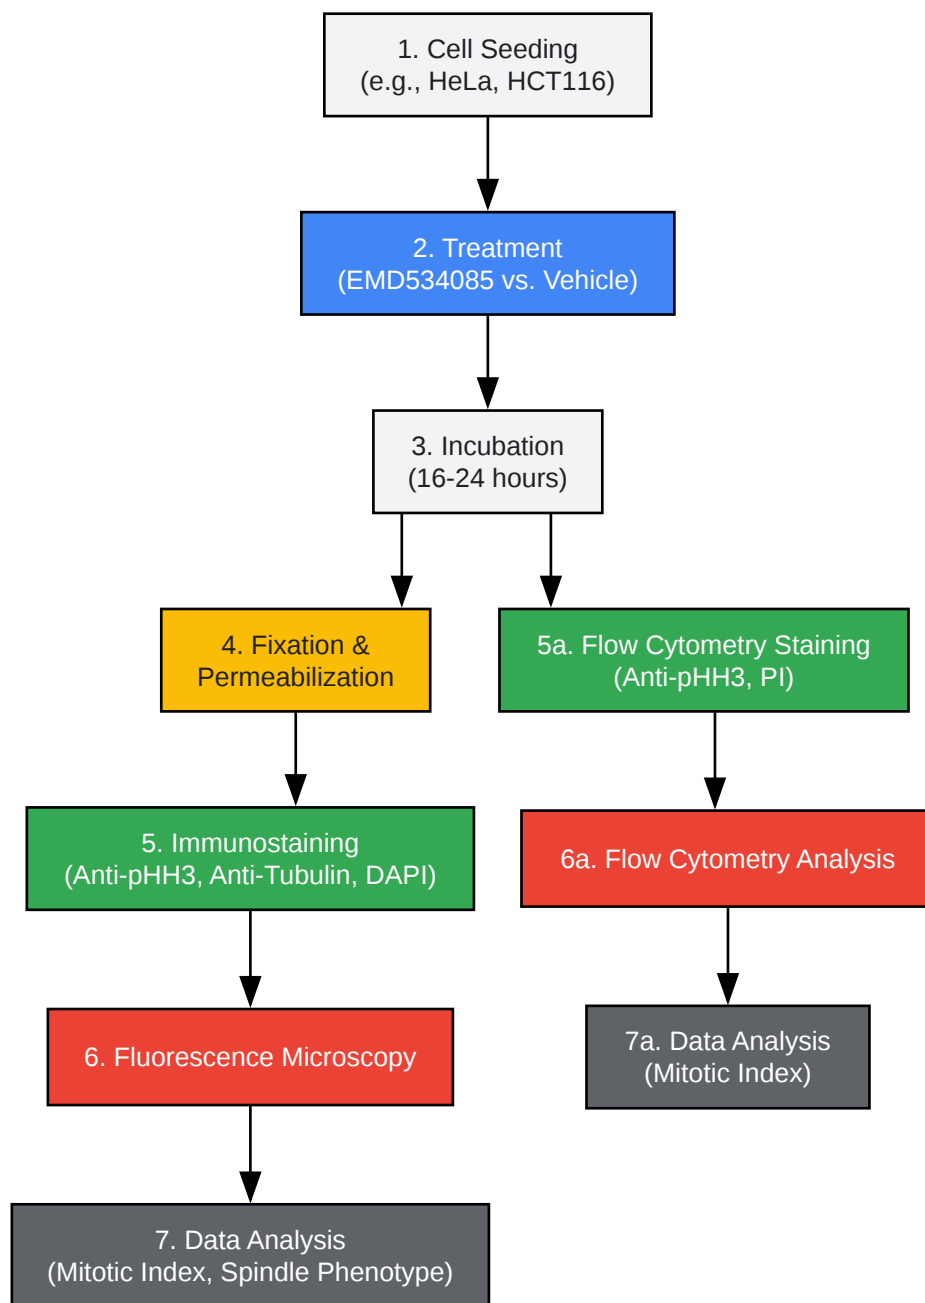 1. Cell Seeding
(e.g., HeLa, HCT116)
2. Treatment
(EMD534085 vs. Vehicle)
3. Incubation
(16-24 hours)
4. Fixation &
Permeabilization
5a. Flow Cytometry Staining
(Anti-pHH3, PI)
5. Immunostaining
(Anti-pHH3, Anti-Tubulin, DAPI)
6a. Flow Cytometry Analysis
6. Fluorescence Microscopy
7a. Data Analysis
(Mitotic Index)
7. Data Analysis
(Mitotic Index, Spindle Phenotype)